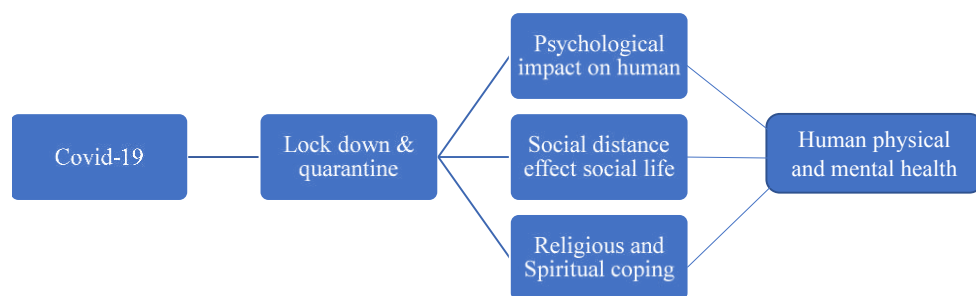 Covid-19
Lock down &
quarantine
Psychological
impact on human
Social distance
effect social life
Religious and
Spiritual coping
Human physical
and mental health